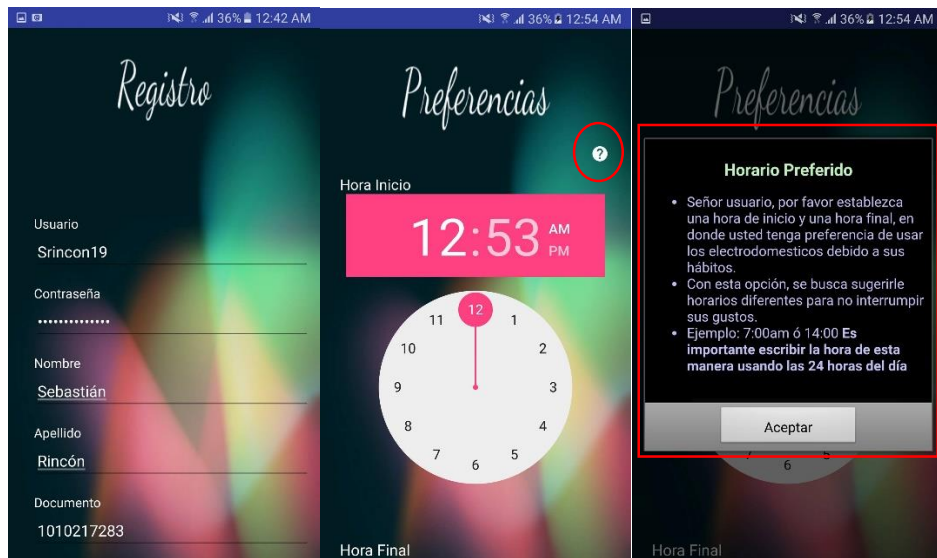 36% 12:42 AM
Registro
Usuario
Srincon19
Contraseña
•••••••••••••
Nombre
Sebastián
Apellido
Rincón
Documento
1010217283
36% 12:54 AM
Preferencias
?
Hora Inicio
12:53 AM
PM
12
11 1
10 2
9 3
8 4
7 5
6
Hora Final
36% 12:54 AM
Preferencias
Horario Preferido
• Señor usuario, por favor establezca
una hora de inicio y una hora final, en
donde usted tenga preferencia de usar
los electrodomesticos debido a sus
hábitos.
• Con esta opción, se busca sugerirle
horarios diferentes para no interrumpir
sus gustos.
• Ejemplo: 7:00am ó 14:00 Es
importante escribir la hora de esta
manera usando las 24 horas del día
Aceptar
7 5
6
Hora Final